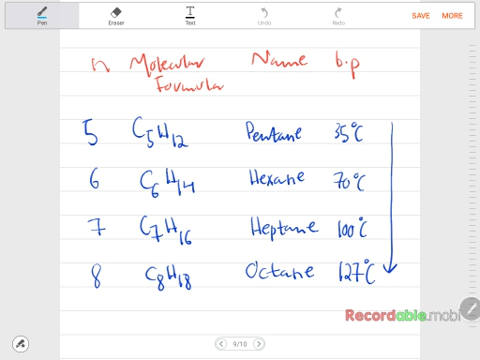 Pen Eraser Text Undo Redo SAVE MORE
n Molecular Formula Name b.p
5 C5H12 Pentane 35°C
6 C6H14 Hexane 70°C
7 C7H16 Heptane 100°C
8 C8H18 Octane 127°C
Recordable.mobi
9/10